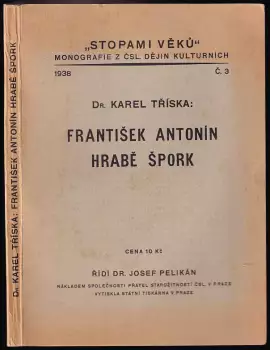 Dr. KAREL TŘÍSKA: FRANTIŠEK ANTONÍN HRABĚ ŠPORK
„STOPAMI VĚKŮ“
MONOGRAFIE Z ČSL. DĚJIN KULTURNÍCH
1938 Č. 3
Dr. KAREL TŘÍSKA:
FRANTIŠEK ANTONÍN
HRABĚ ŠPORK
CENA 10 Kč
ŘÍDÍ DR. JOSEF PELIKÁN
NÁKLADEM SPOLEČNOSTI PŘÁTEL STAROŽITNOSTÍ ČSL. V PRAZE
VYTISKLA STÁTNÍ TISKÁRNA V PRAZE